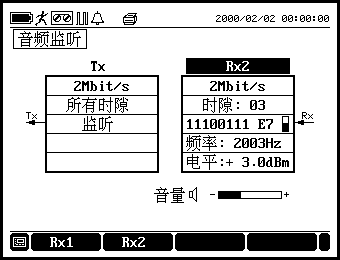 2000/02/02 00:00:00
音频监听
Tx
2Mbit/s
所有时隙
监听
Tx
Rx2
2Mbit/s
时隙: 03
11100111 E7
频率: 2003Hz
电平:+ 3.0dBm
Rx
音量 - +
Rx1 Rx2